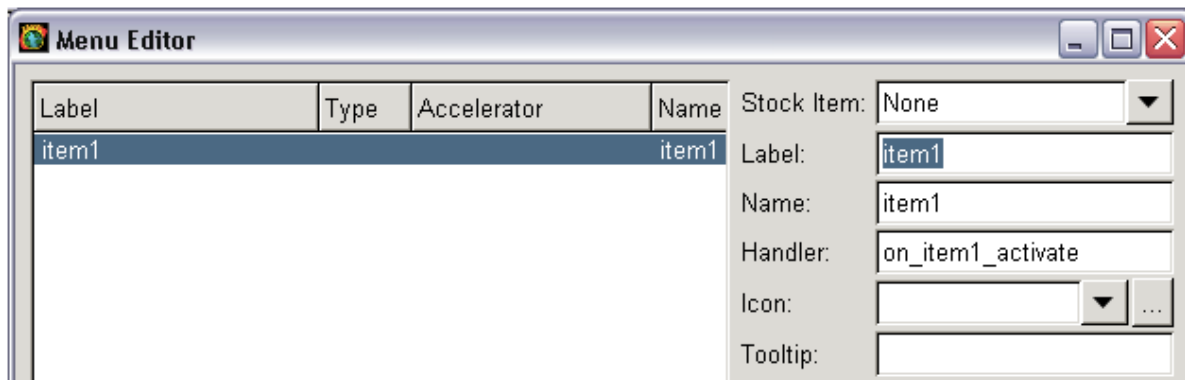 Menu Editor
Label Type Accelerator Name
item1 item1
Stock Item: None
Label: item1
Name: item1
Handler: on_item1_activate
Icon: ...
Tooltip: